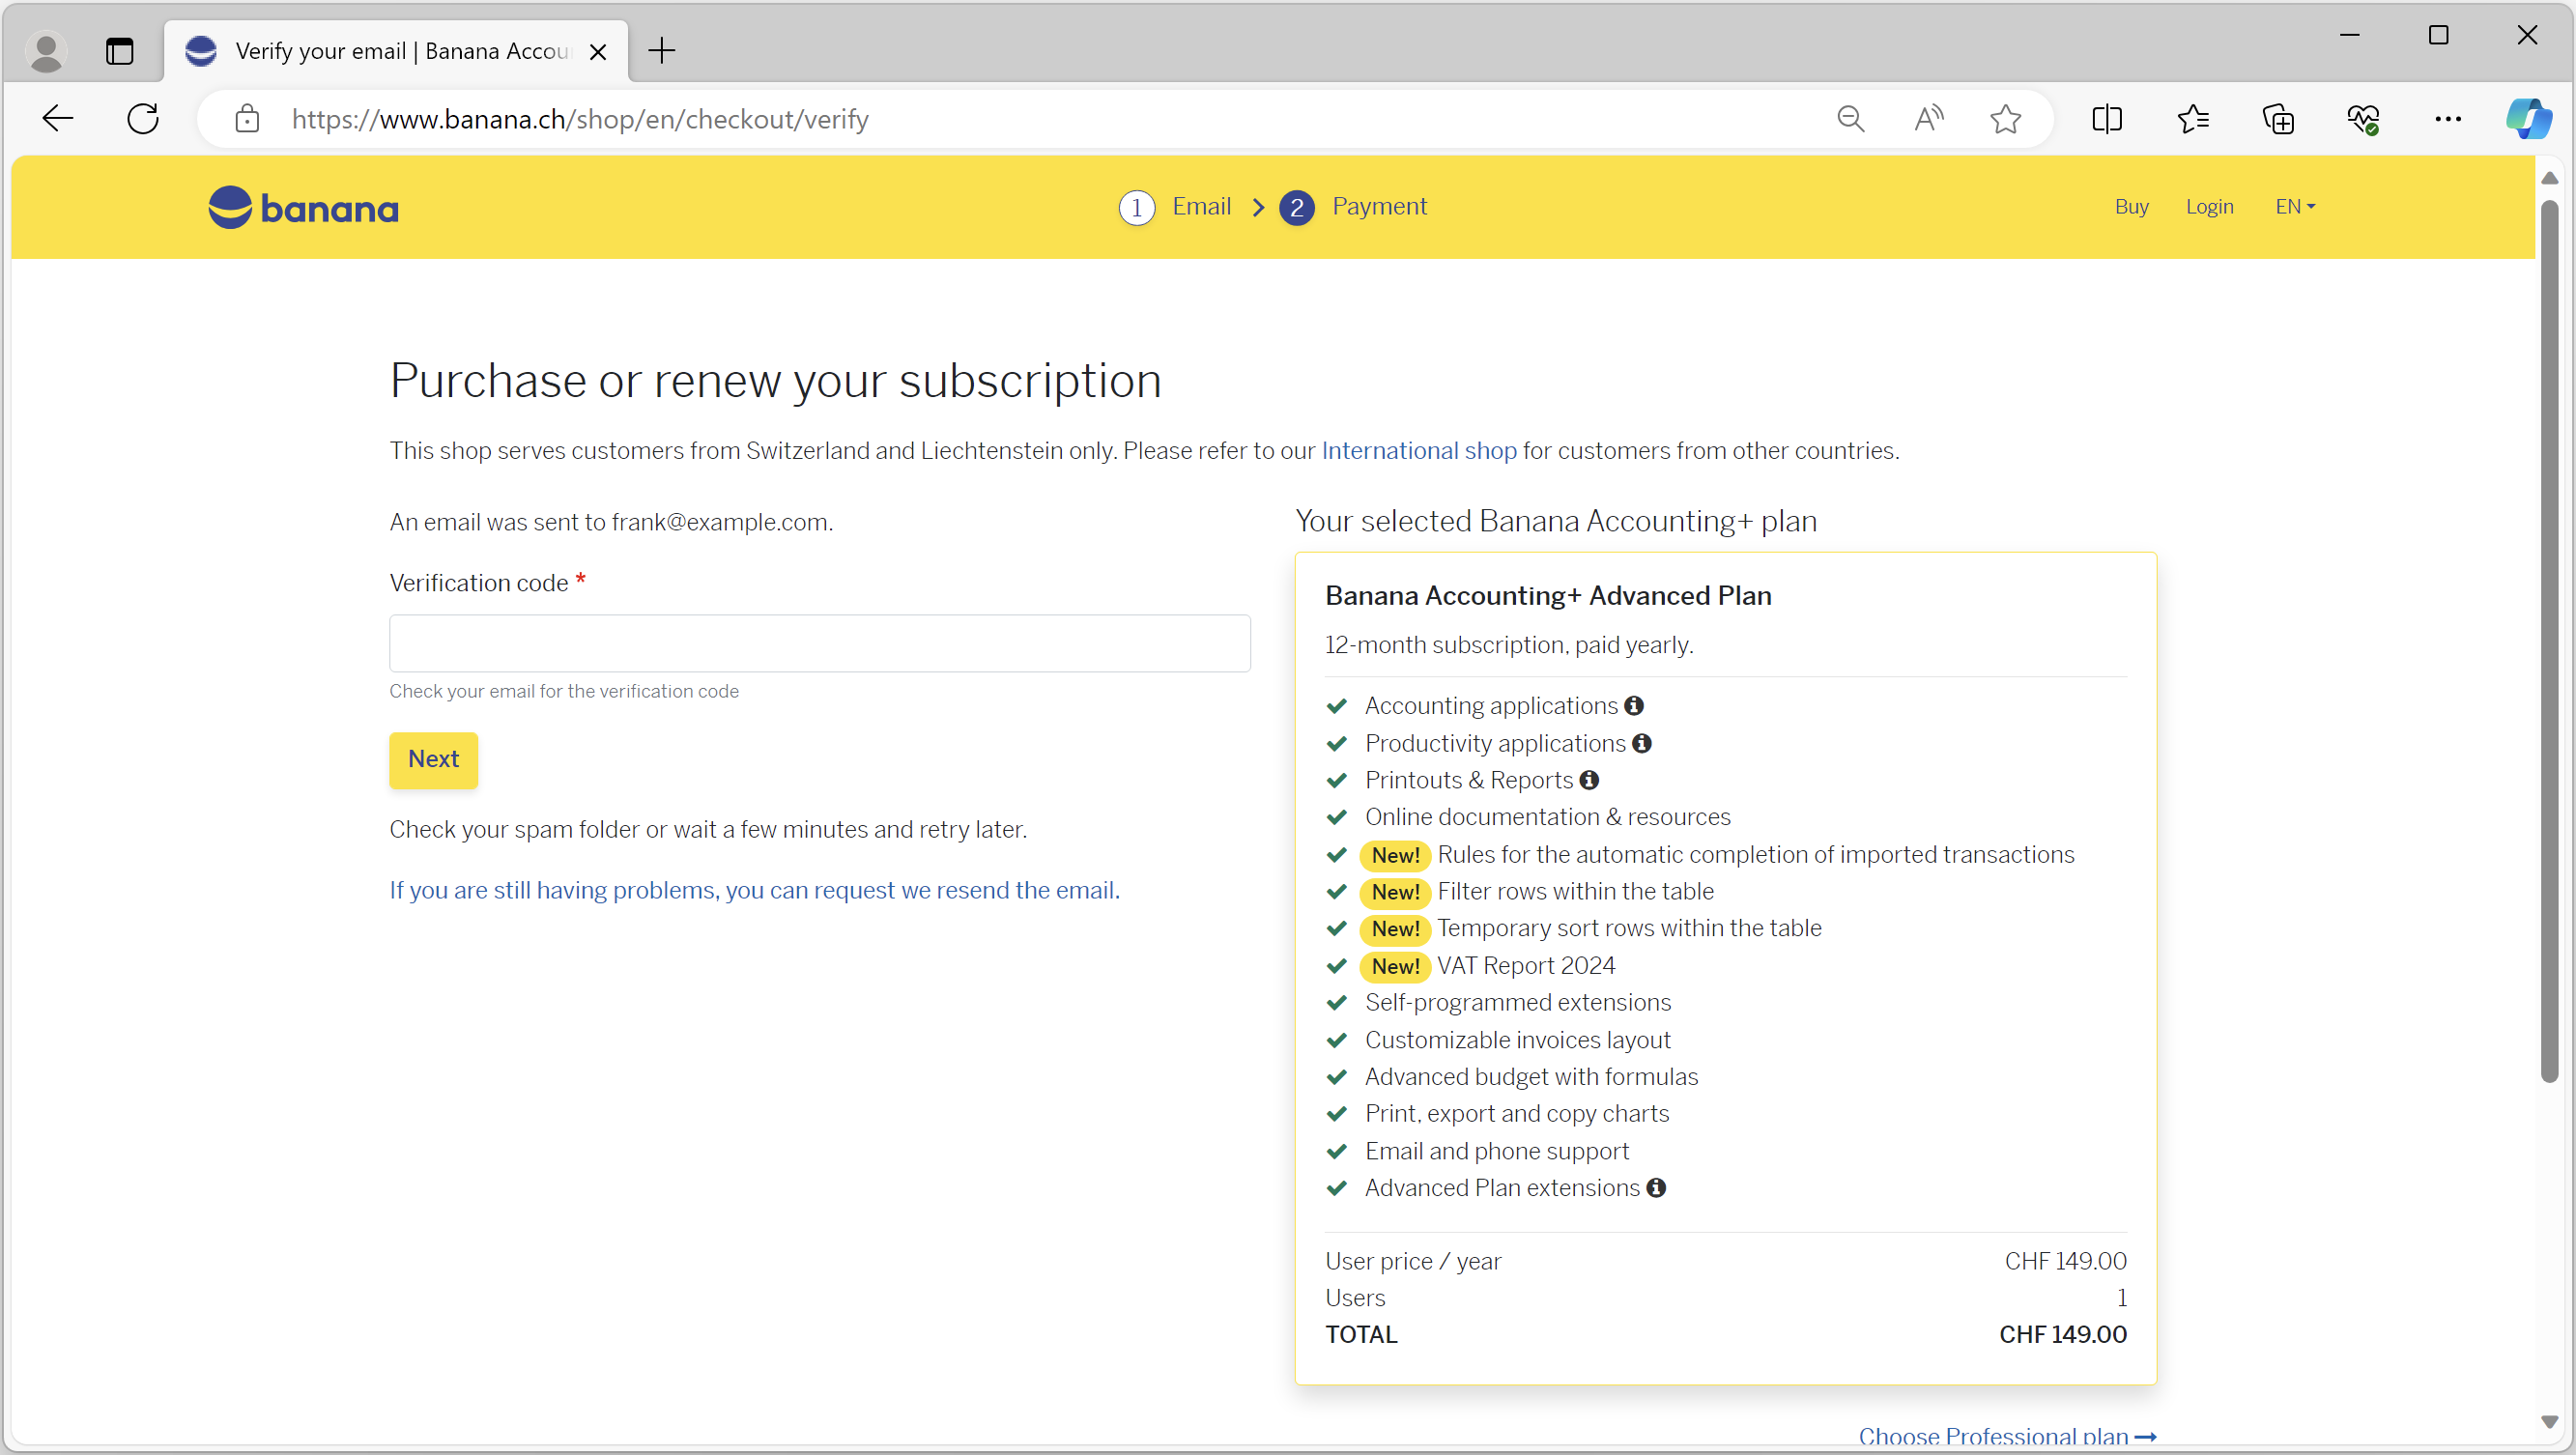 Verify your email | Banana Accou
https://www.banana.ch/shop/en/checkout/verify
banana
1 Email 2 Payment
Buy Login EN
Purchase or renew your subscription
This shop serves customers from Switzerland and Liechtenstein only. Please refer to our International shop for customers from other countries.
An email was sent to frank@example.com.
Verification code *
Check your email for the verification code
Next
Check your spam folder or wait a few minutes and retry later.
If you are still having problems, you can request we resend the email.
Your selected Banana Accounting+ plan
Banana Accounting+ Advanced Plan
12-month subscription, paid yearly.
Accounting applications
Productivity applications
Printouts & Reports
Online documentation & resources
New! Rules for the automatic completion of imported transactions
New! Filter rows within the table
New! Temporary sort rows within the table
New! VAT Report 2024
Self-programmed extensions
Customizable invoices layout
Advanced budget with formulas
Print, export and copy charts
Email and phone support
Advanced Plan extensions
User price / year CHF 149.00
Users 1
TOTAL CHF 149.00
Choose Professional plan →